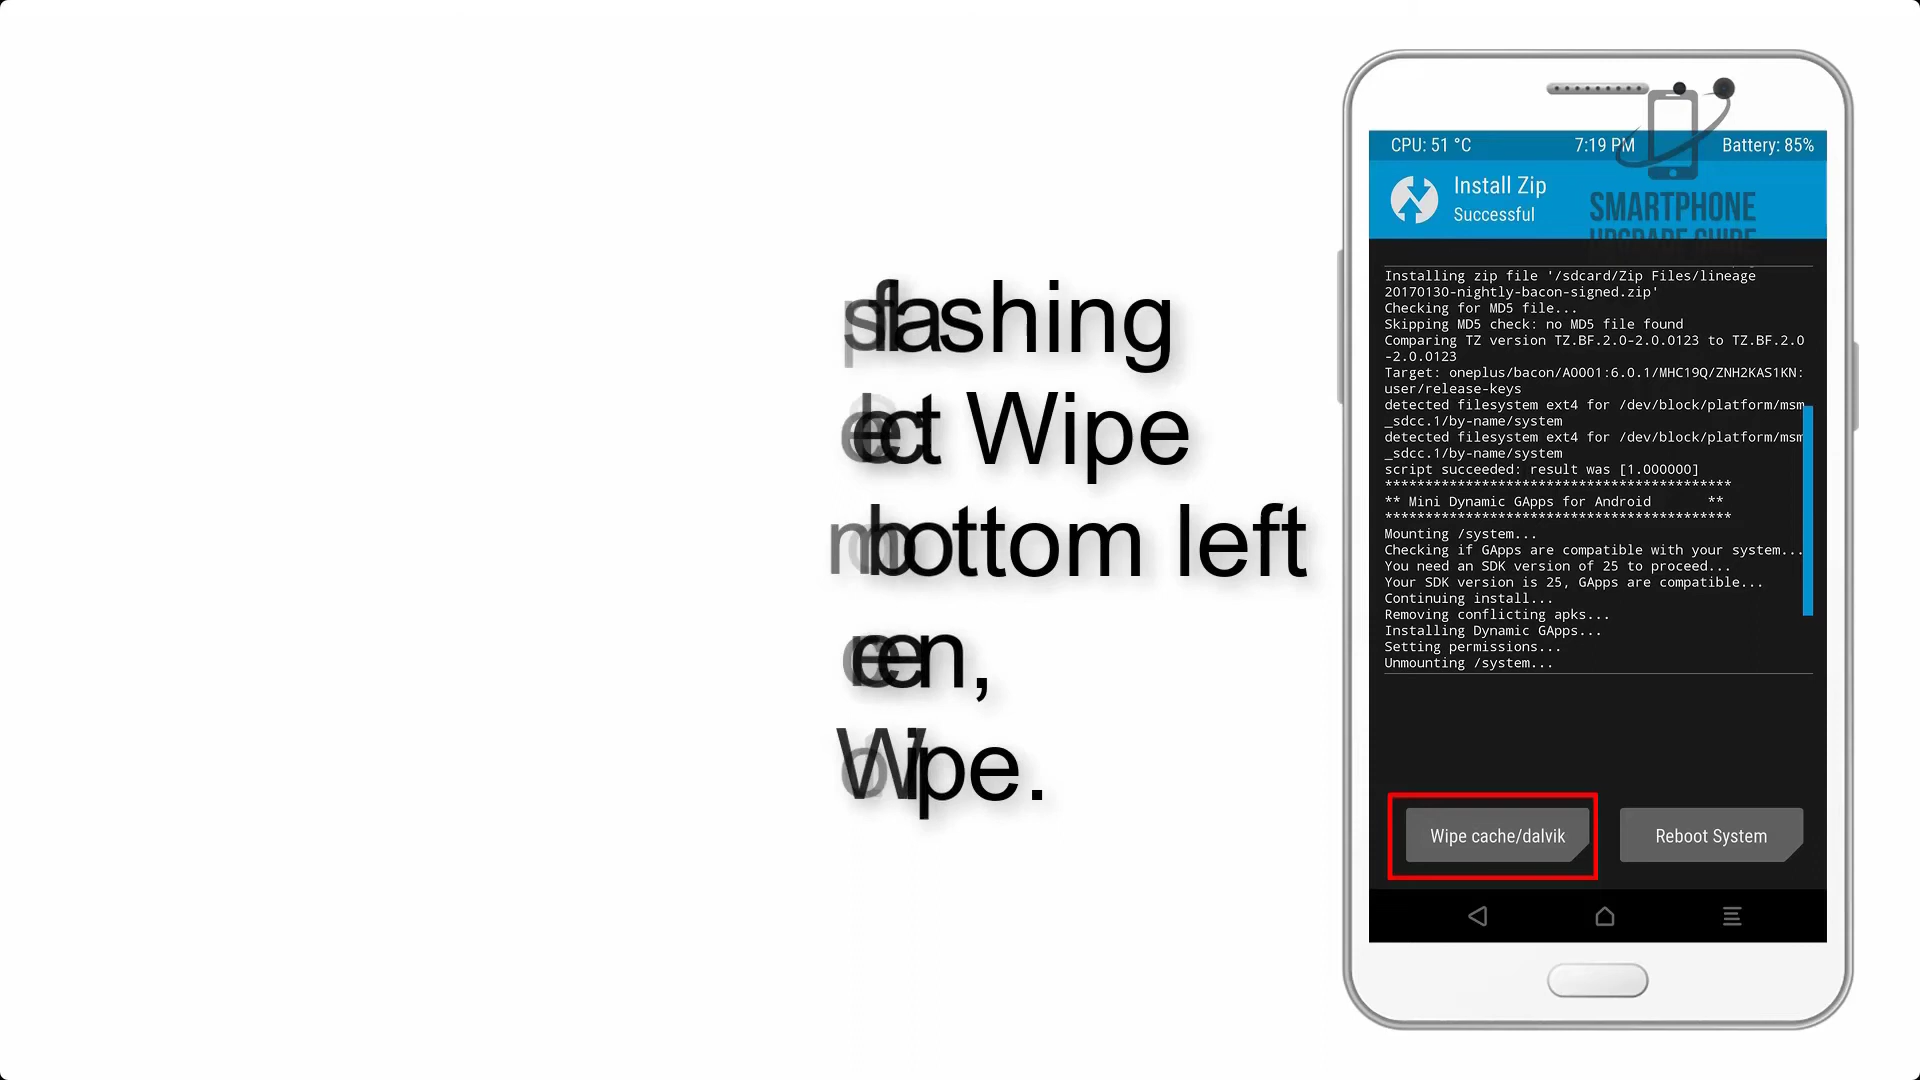 flashing
Wipe
bottom left
Wipe.
CPU: 51 °C 7:19 PM Battery: 85%
Install Zip
Successful
SMARTPHONE
UPGRADE GUIDE
Installing zip file '/sdcard/Zip Files/lineage
20170130-nightly-bacon-signed.zip'
Checking for MD5 file...
Skipping MD5 check: no MD5 file found
Comparing TZ version TZ.BF.2.0-2.0.0123 to TZ.BF.2.0
-2.0.0123
Target: oneplus/bacon/A0001:6.0.1/MHC19Q/ZNH2KAS1KN:
user/release-keys
detected filesystem ext4 for /dev/block/platform/msm
_sdcc.1/by-name/system
detected filesystem ext4 for /dev/block/platform/msm
_sdcc.1/by-name/system
script succeeded: result was [1.000000]
*******************************************
** Mini Dynamic GApps for Android **
*******************************************
Mounting /system...
Checking if GApps are compatible with your system...
You need an SDK version of 25 to proceed...
Your SDK version is 25, GApps are compatible...
Continuing install...
Removing conflicting apks...
Installing Dynamic GApps...
Setting permissions...
Unmounting /system...
Wipe cache/dalvik Reboot System